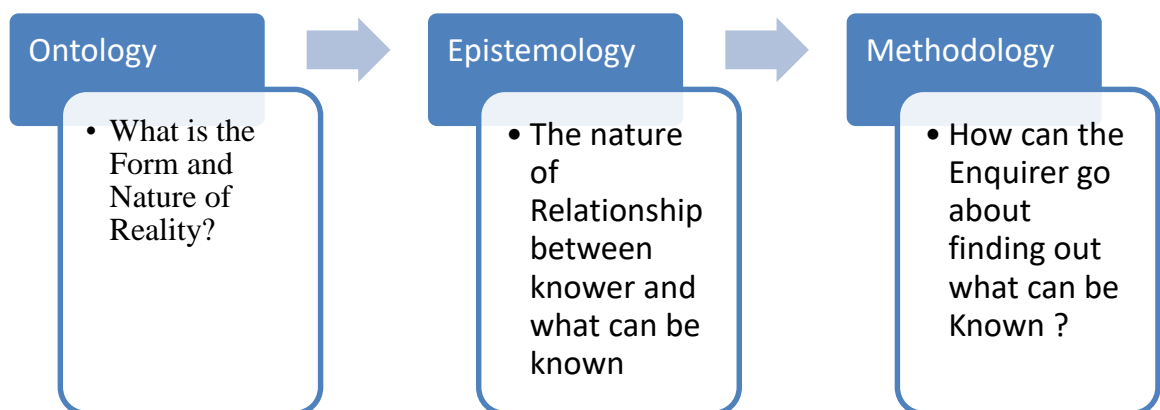 Ontology
• What is the
Form and
Nature of
Reality?
Epistemology
• The nature
of
Relationship
between
knower and
what can be
known
Methodology
• How can the
Enquirer go
about
finding out
what can be
Known ?